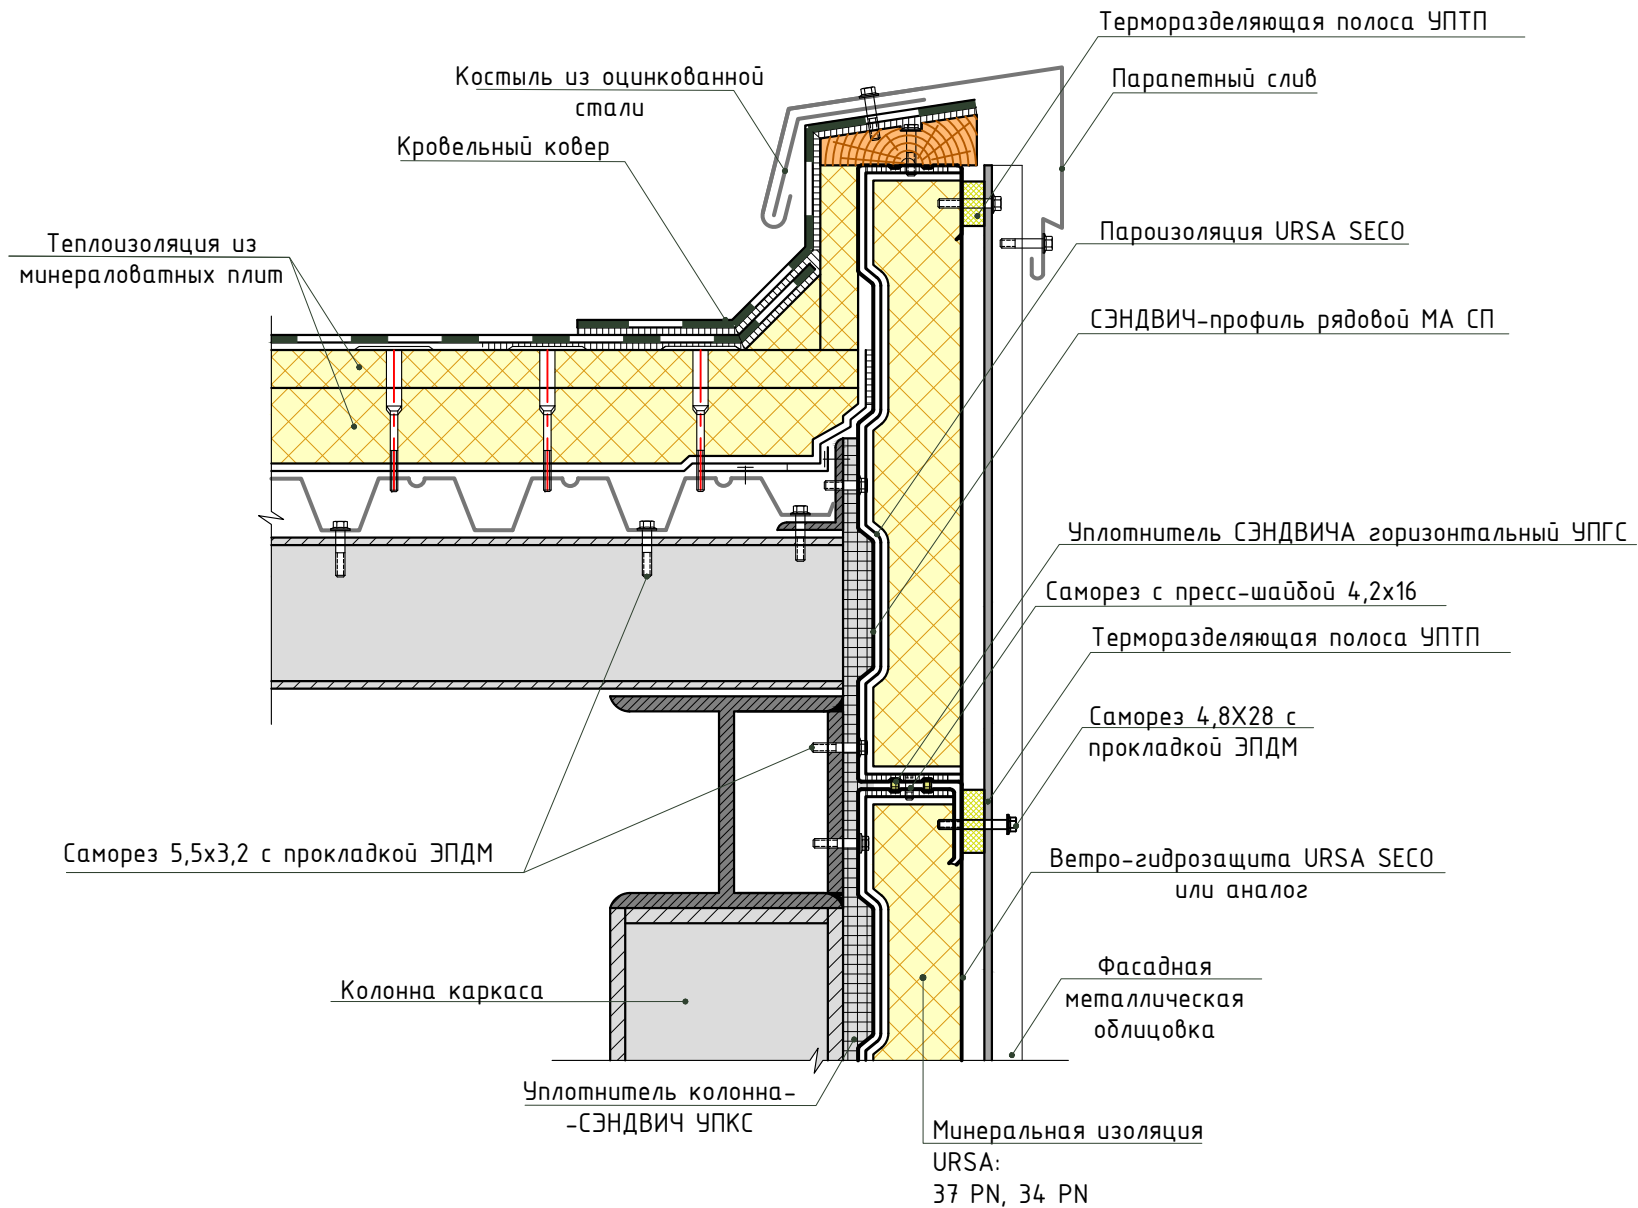 Терморазделяющая полоса УПТП
Костыль из оцинкованной
стали
Парапетный слив
Кровельный ковер
Теплоизоляция из
минераловатных плит
Пароизоляция URSA SECO
СЭНДВИЧ-профиль рядовой МА СП
Уплотнитель СЭНДВИЧА горизонтальный УПГС
Саморез с пресс-шайбой 4,2х16
Терморазделяющая полоса УПТП
Саморез 4,8Х28 с
прокладкой ЭПДМ
Саморез 5,5х3,2 с прокладкой ЭПДМ
Ветро-гидрозащита URSA SECO
или аналог
Колонна каркаса
Фасадная
металлическая
облицовка
Уплотнитель колонна-
-СЭНДВИЧ УПКС
Минеральная изоляция
URSA:
37 PN, 34 PN